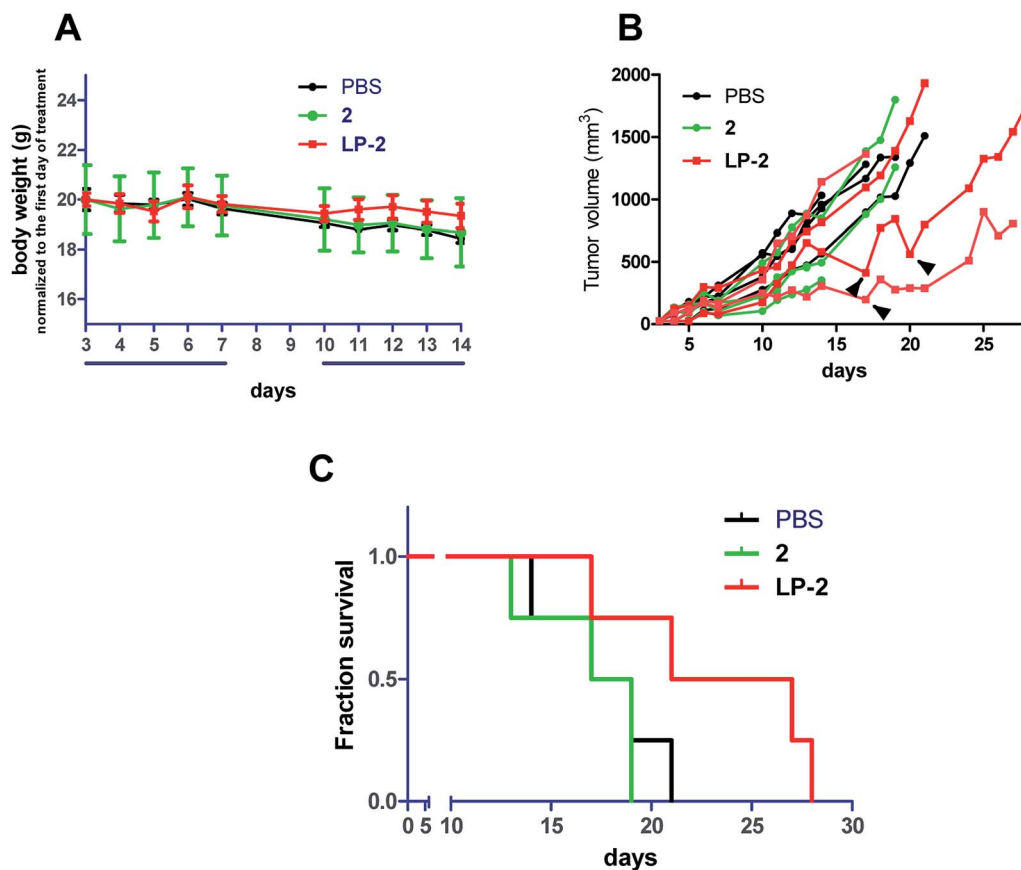 A
body weight (g)
normalized to the first day of treatment
24
22
20
18
16
PBS
2
LP-2
3 4 5 6 7 8 9 10 11 12 13 14
days
B
Tumor volume (mm³)
2000
1500
1000
500
0
PBS
2
LP-2
5 10 15 20 25
days
C
Fraction survival
1.0
0.5
0.0
PBS
2
LP-2
0 5 10 15 20 25 30
days